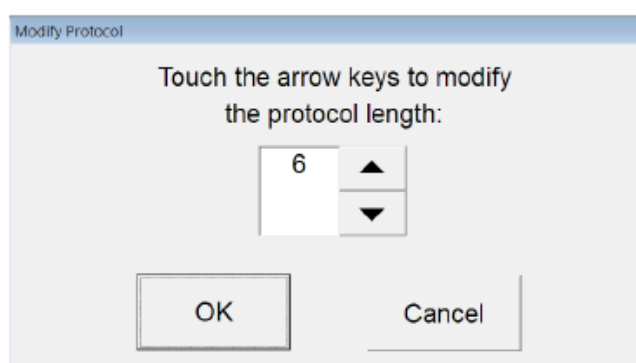 Modify Protocol
Touch the arrow keys to modify
the protocol length:
6
OK
Cancel